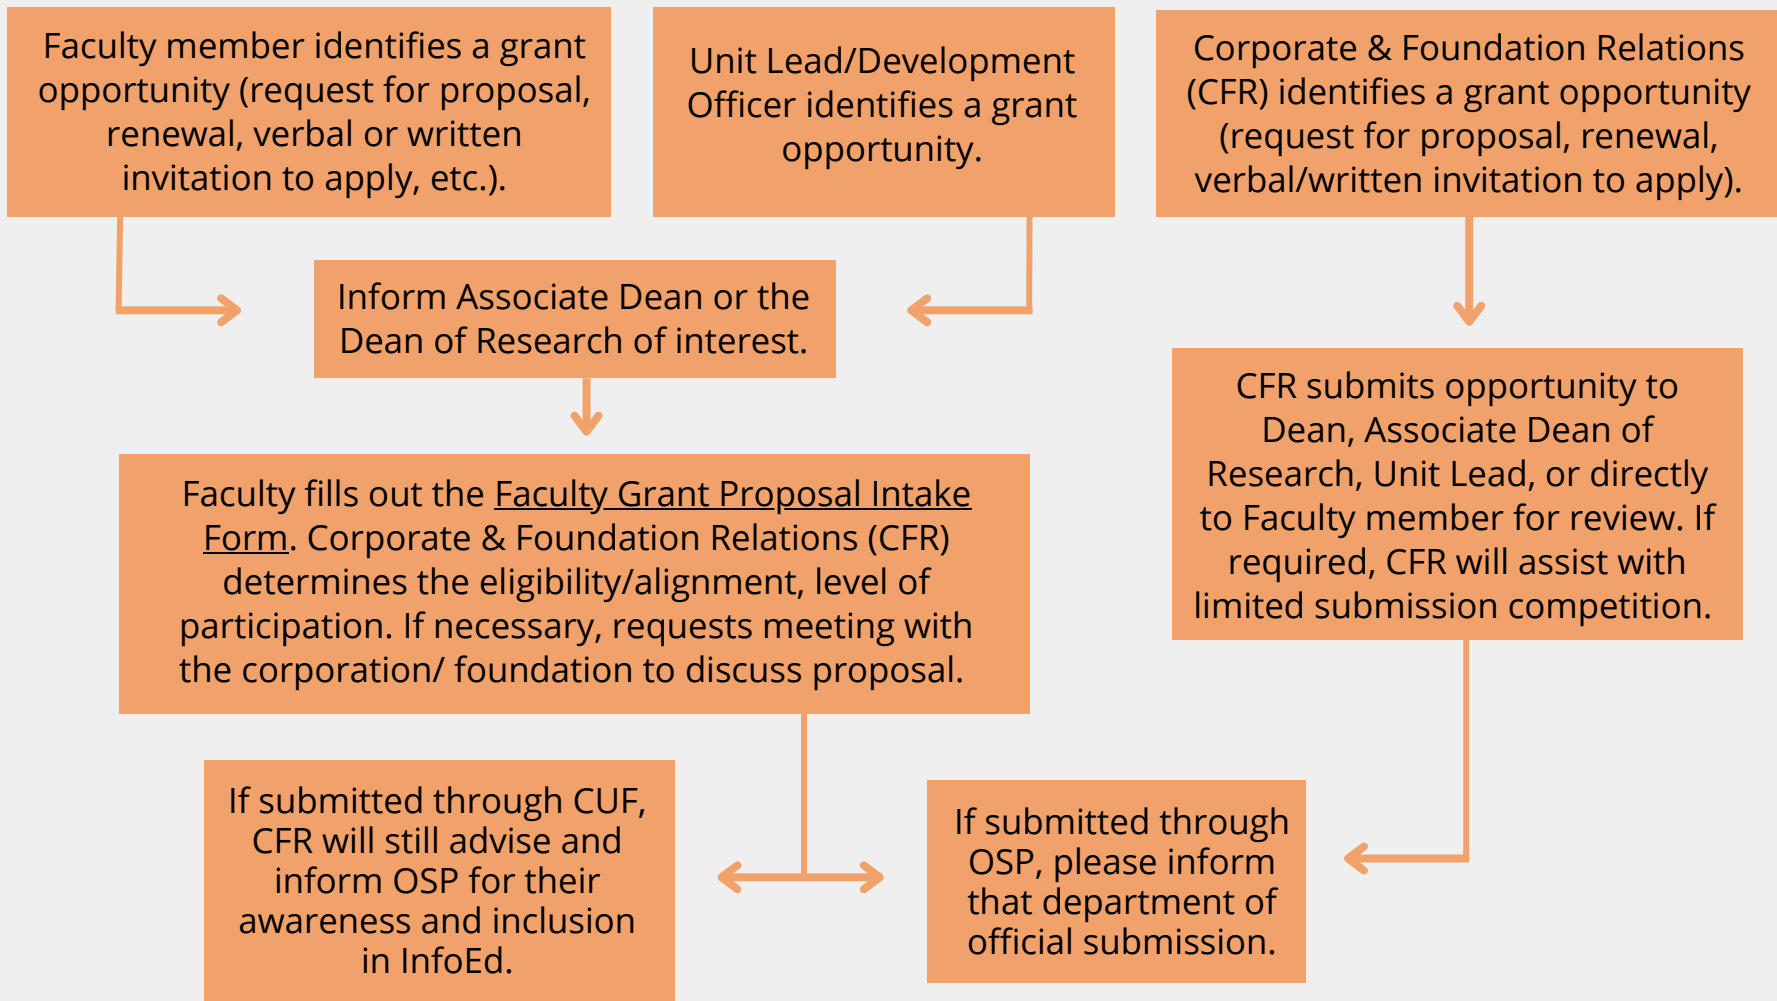 Faculty member identifies a grant
opportunity (request for proposal,
renewal, verbal or written
invitation to apply, etc.).
Unit Lead/Development
Officer identifies a grant
opportunity.
Corporate & Foundation Relations
(CFR) identifies a grant opportunity
(request for proposal, renewal,
verbal/written invitation to apply).
Inform Associate Dean or the
Dean of Research of interest.
CFR submits opportunity to
Dean, Associate Dean of
Research, Unit Lead, or directly
to Faculty member for review. If
required, CFR will assist with
limited submission competition.
Faculty fills out the Faculty Grant Proposal Intake
Form. Corporate & Foundation Relations (CFR)
determines the eligibility/alignment, level of
participation. If necessary, requests meeting with
the corporation/ foundation to discuss proposal.
If submitted through CUF,
CFR will still advise and
inform OSP for their
awareness and inclusion
in InfoEd.
If submitted through
OSP, please inform
that department of
official submission.